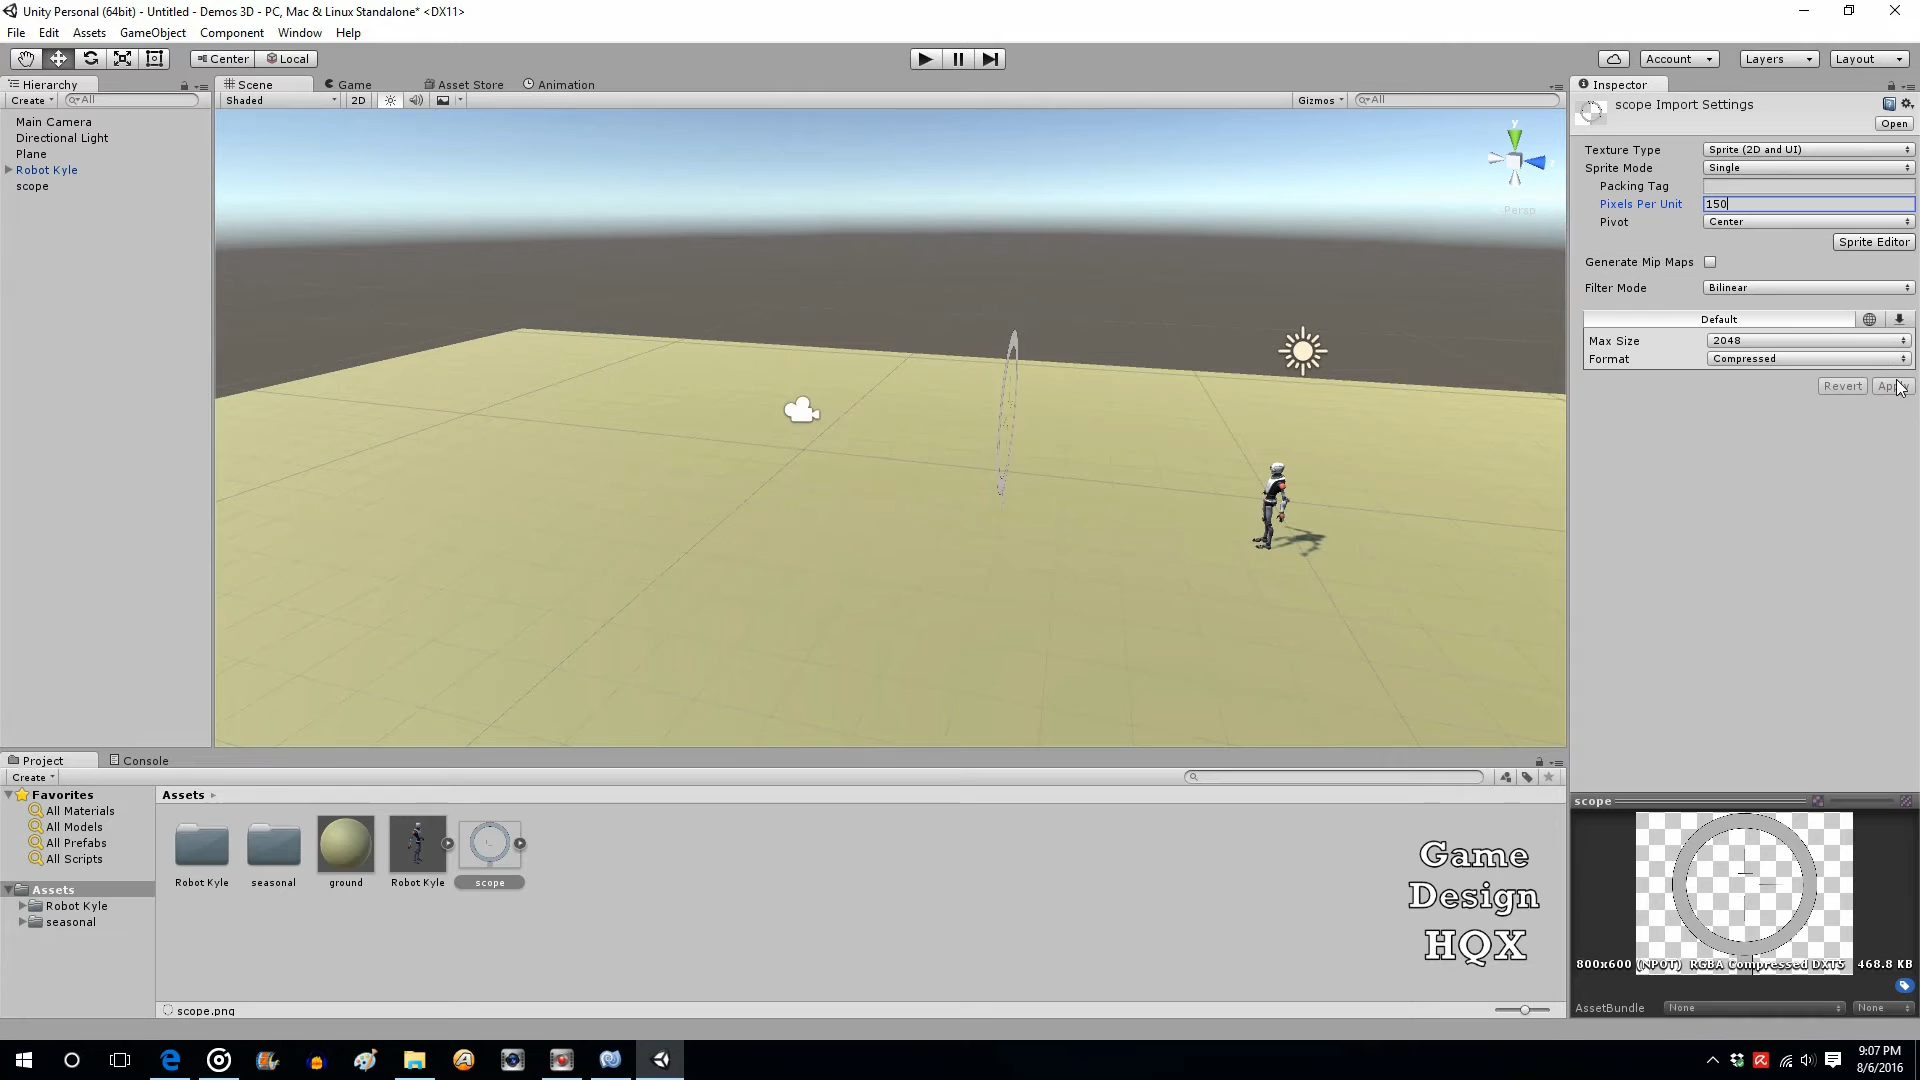 Unity Personal (64bit) - Untitled - Demos 3D - PC, Mac & Linux Standalone* <DX11>
File Edit Assets GameObject Component Window Help
Center Local
Account Layers Layout
Hierarchy
Create All
Main Camera
Directional Light
Plane
Robot Kyle
scope
Scene Game Asset Store Animation
Shaded 2D Gizmos All
y
Persp
Inspector
scope Import Settings
Open
Texture Type Sprite (2D and UI)
Sprite Mode Single
Packing Tag
Pixels Per Unit 150
Pivot Center
Sprite Editor
Generate Mip Maps
Filter Mode Bilinear
Default
Max Size 2048
Format Compressed
Revert
Project Console
Create
Favorites
All Materials
All Models
All Prefabs
All Scripts
Assets
Robot Kyle
seasonal
Assets
Robot Kyle seasonal ground Robot Kyle scope
scope.png
Game
Design
HQX
scope
800x600 (NPOT) RGBA Compressed DXT5 468.8 KB
AssetBundle None None
9:07 PM
8/6/2016